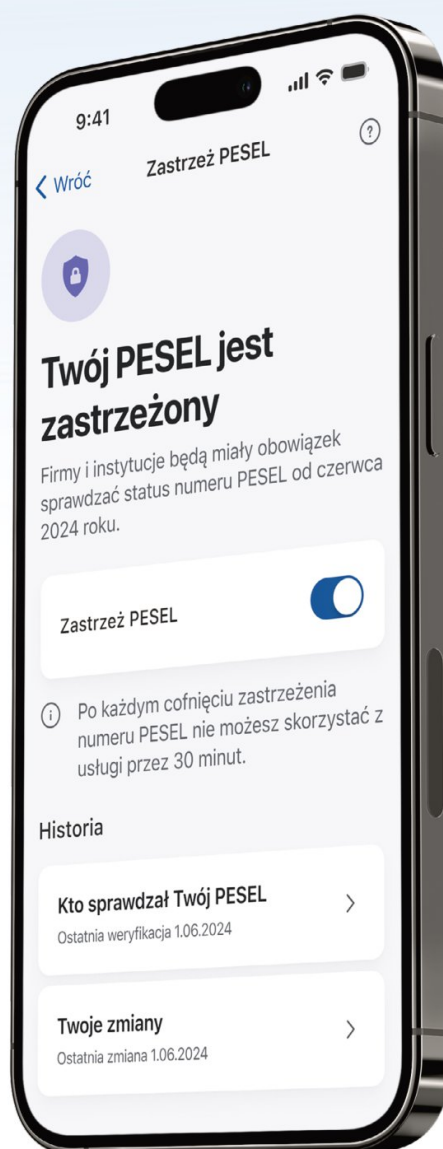 9:41
Wróć
Zastrzeż PESEL
?
Twój PESEL jest
zastrzeżony
Firmy i instytucje będą miały obowiązek
sprawdzać status numeru PESEL od czerwca
2024 roku.
Zastrzeż PESEL
Po każdym cofnięciu zastrzeżenia
numeru PESEL nie możesz skorzystać z
usługi przez 30 minut.
Historia
Kto sprawdzał Twój PESEL
Ostatnia weryfikacja 1.06.2024
Twoje zmiany
Ostatnia zmiana 1.06.2024